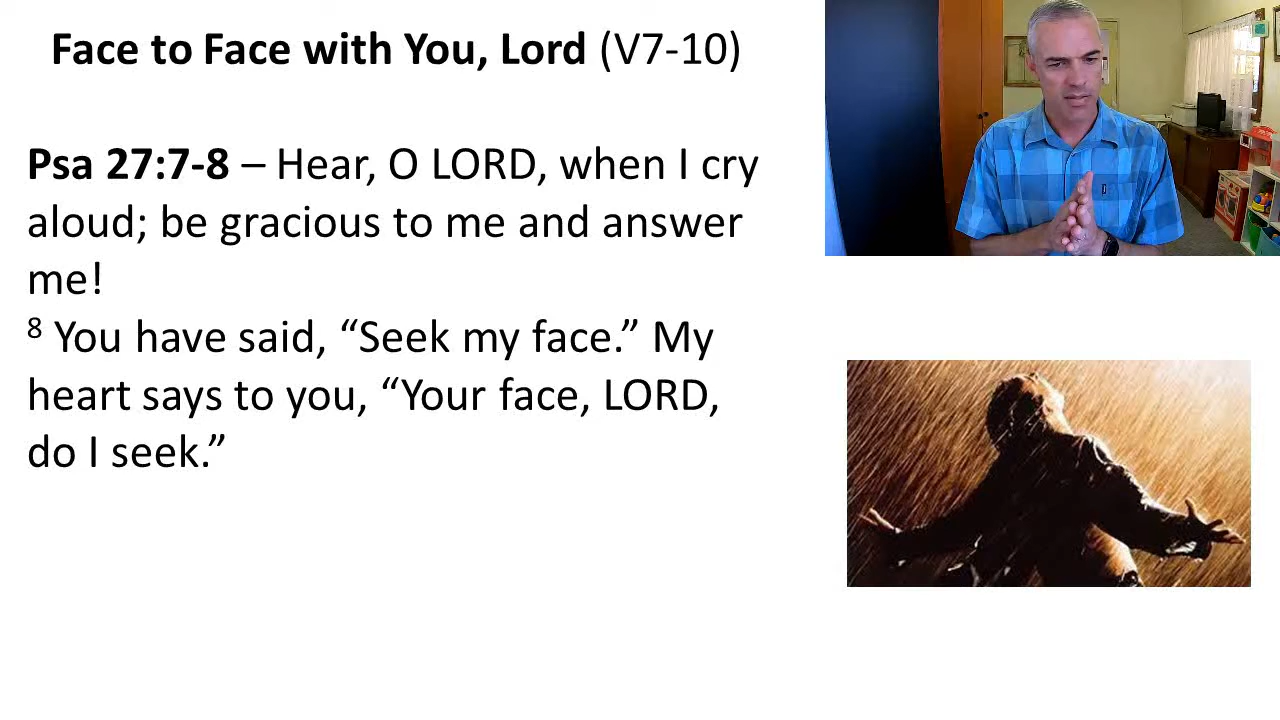 Face to Face with You, Lord (V7-10)
Psa 27:7-8 – Hear, O LORD, when I cry
aloud; be gracious to me and answer
me!
8 You have said, “Seek my face.” My
heart says to you, “Your face, LORD,
do I seek.”